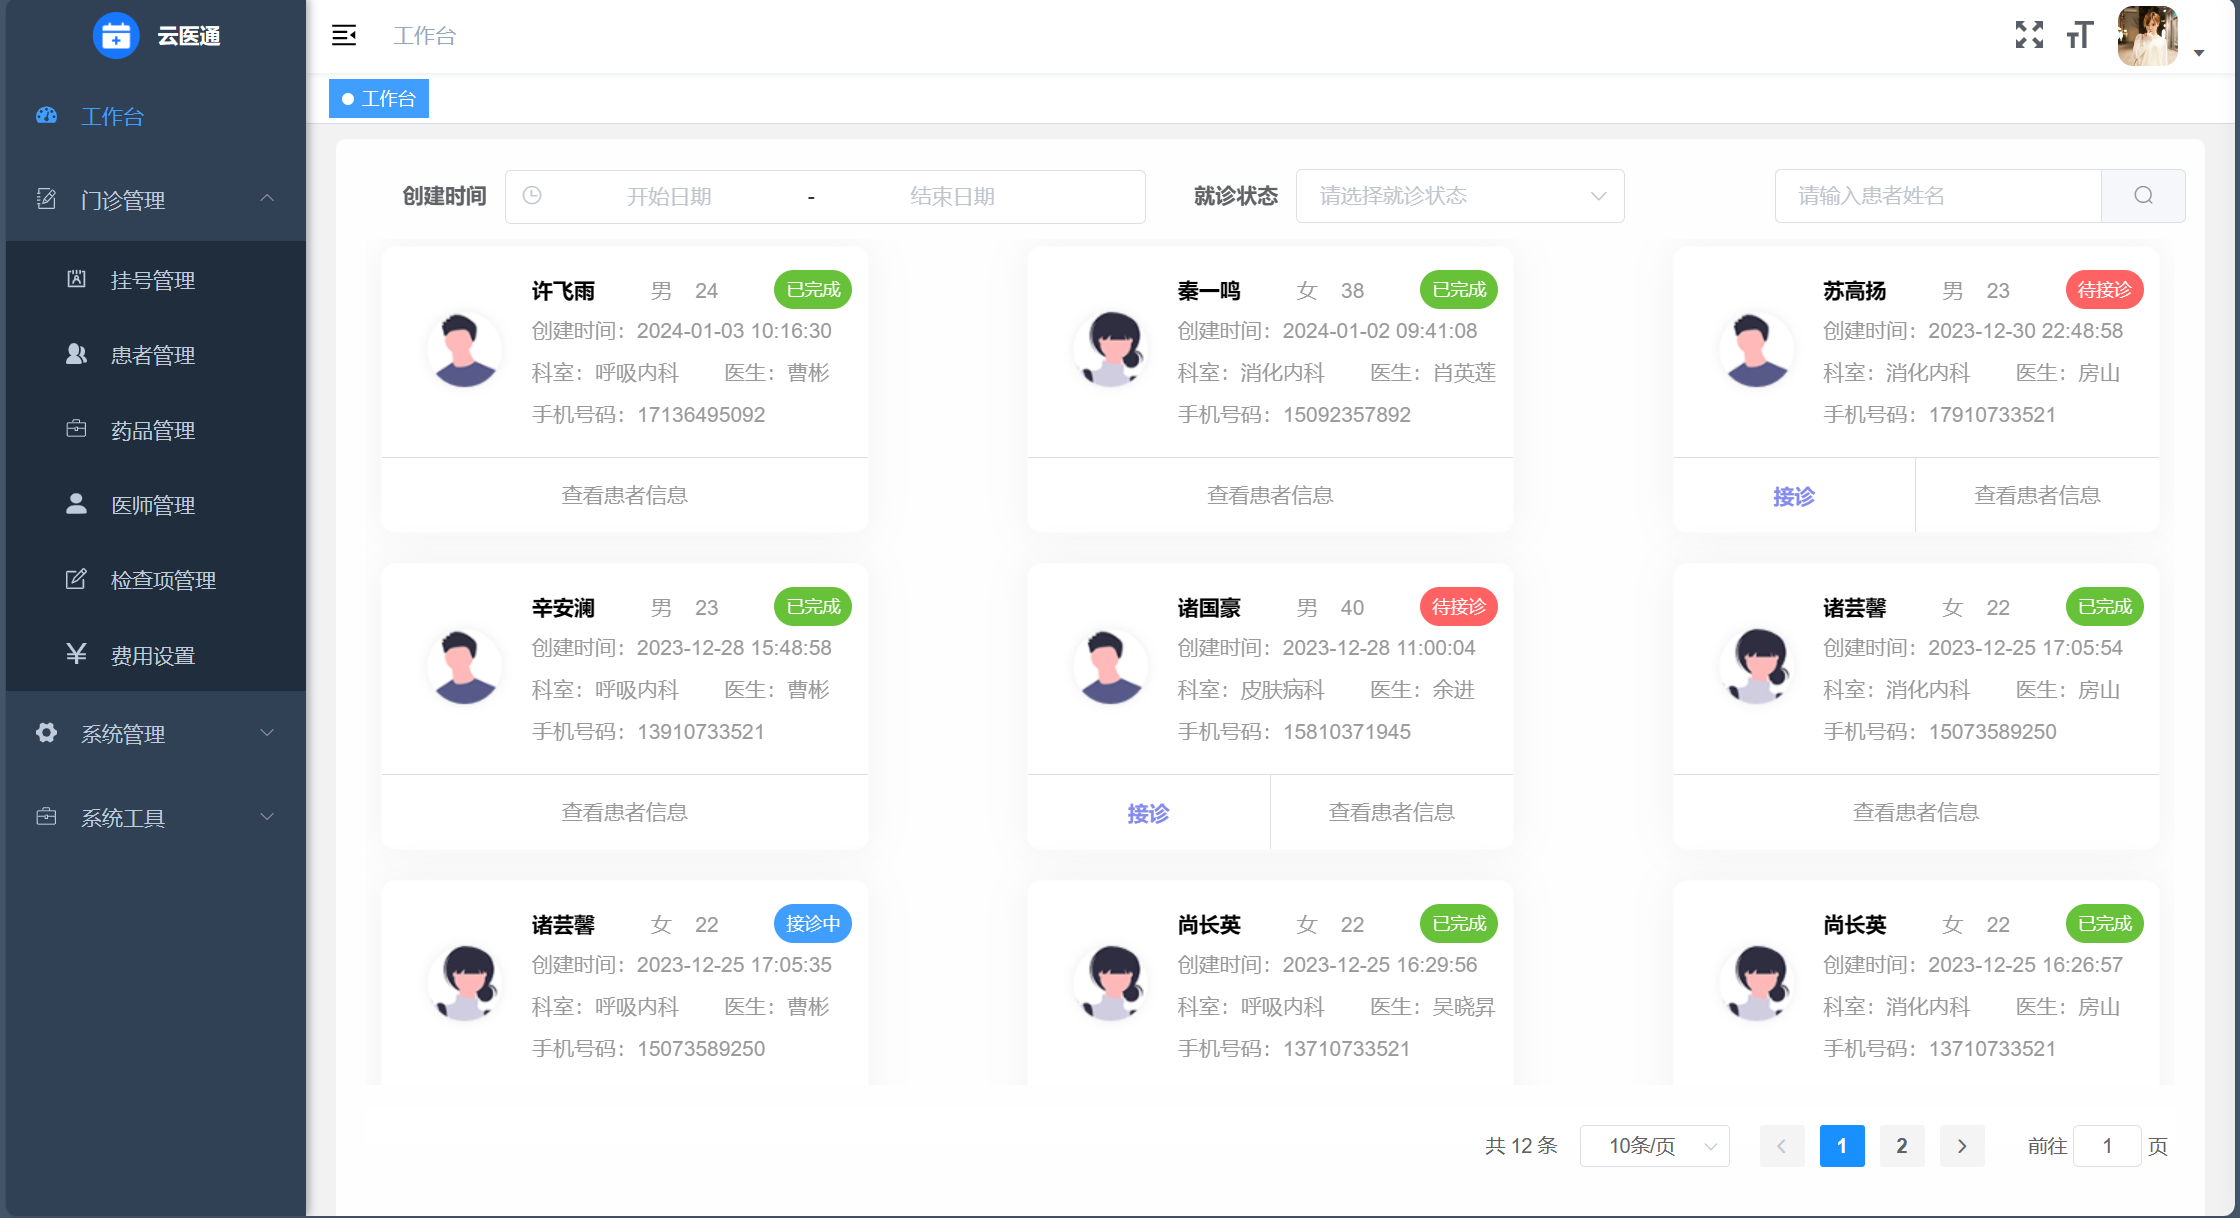 云医通
工作台
工作台
工作台
门诊管理
挂号管理
患者管理
药品管理
医师管理
检查项管理
费用设置
系统管理
系统工具
创建时间 开始日期 - 结束日期 就诊状态 请选择就诊状态 请输入患者姓名
许飞雨 男 24 已完成
创建时间：2024-01-03 10:16:30
科室：呼吸内科 医生：曹彬
手机号码：17136495092
查看患者信息
秦一鸣 女 38 已完成
创建时间：2024-01-02 09:41:08
科室：消化内科 医生：肖英莲
手机号码：15092357892
查看患者信息
苏高扬 男 23 待接诊
创建时间：2023-12-30 22:48:58
科室：消化内科 医生：房山
手机号码：17910733521
接诊 查看患者信息
辛安澜 男 23 已完成
创建时间：2023-12-28 15:48:58
科室：呼吸内科 医生：曹彬
手机号码：13910733521
查看患者信息
诸国豪 男 40 待接诊
创建时间：2023-12-28 11:00:04
科室：皮肤病科 医生：余进
手机号码：15810371945
接诊 查看患者信息
诸芸馨 女 22 已完成
创建时间：2023-12-25 17:05:54
科室：消化内科 医生：房山
手机号码：15073589250
查看患者信息
诸芸馨 女 22 接诊中
创建时间：2023-12-25 17:05:35
科室：呼吸内科 医生：曹彬
手机号码：15073589250
尚长英 女 22 已完成
创建时间：2023-12-25 16:29:56
科室：呼吸内科 医生：吴晓昇
手机号码：13710733521
尚长英 女 22 已完成
创建时间：2023-12-25 16:26:57
科室：消化内科 医生：房山
手机号码：13710733521
共 12 条 10条/页 1 2 前往 1 页